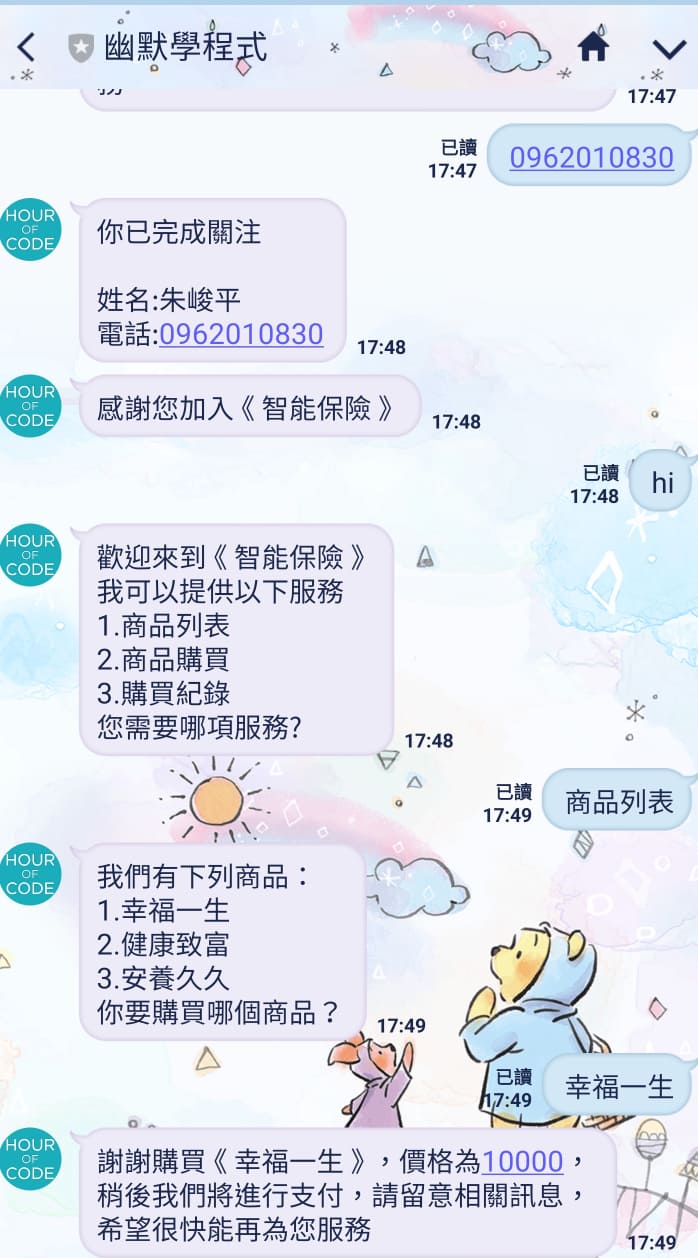 幽默學程式
17:47
已讀
17:47
0962010830
HOUR
OF
CODE
你已完成關注
姓名:朱峻平
電話:0962010830
17:48
HOUR
OF
CODE
感謝您加入《 智能保險 》
17:48
已讀
17:48
hi
HOUR
OF
CODE
歡迎來到《 智能保險 》
我可以提供以下服務
1.商品列表
2.商品購買
3.購買紀錄
您需要哪項服務?
17:48
已讀
17:49
商品列表
HOUR
OF
CODE
我們有下列商品：
1.幸福一生
2.健康致富
3.安養久久
你要購買哪個商品？
17:49
已讀
17:49
幸福一生
HOUR
OF
CODE
謝謝購買《 幸福一生 》，價格為10000，
稍後我們將進行支付，請留意相關訊息，
希望很快能再為您服務
17:49